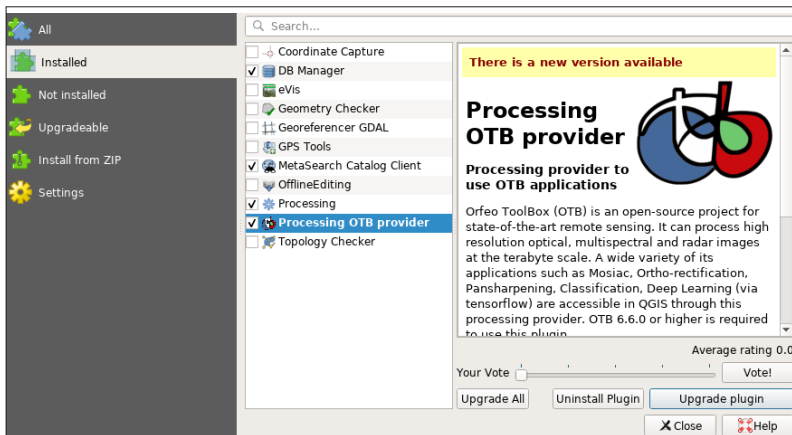 All
Installed
Not installed
Upgradeable
Install from ZIP
Settings
Search...
Coordinate Capture
DB Manager
eVis
Geometry Checker
Georeferencer GDAL
GPS Tools
MetaSearch Catalog Client
OfflineEditing
Processing
Processing OTB provider
Topology Checker
There is a new version available
Processing
OTB provider
Processing provider to
use OTB applications
Orfeo ToolBox (OTB) is an open-source project for
state-of-the-art remote sensing. It can process high
resolution optical, multispectral and radar images
at the terabyte scale. A wide variety of its
applications such as Mosiac, Ortho-rectification,
Pansharpening, Classification, Deep Learning (via
tensorflow) are accessible in QGIS through this
processing provider. OTB 6.6.0 or higher is required
to use this plugin
Average rating 0.0
Your Vote
Vote!
Upgrade All
Uninstall Plugin
Upgrade plugin
Close
Help